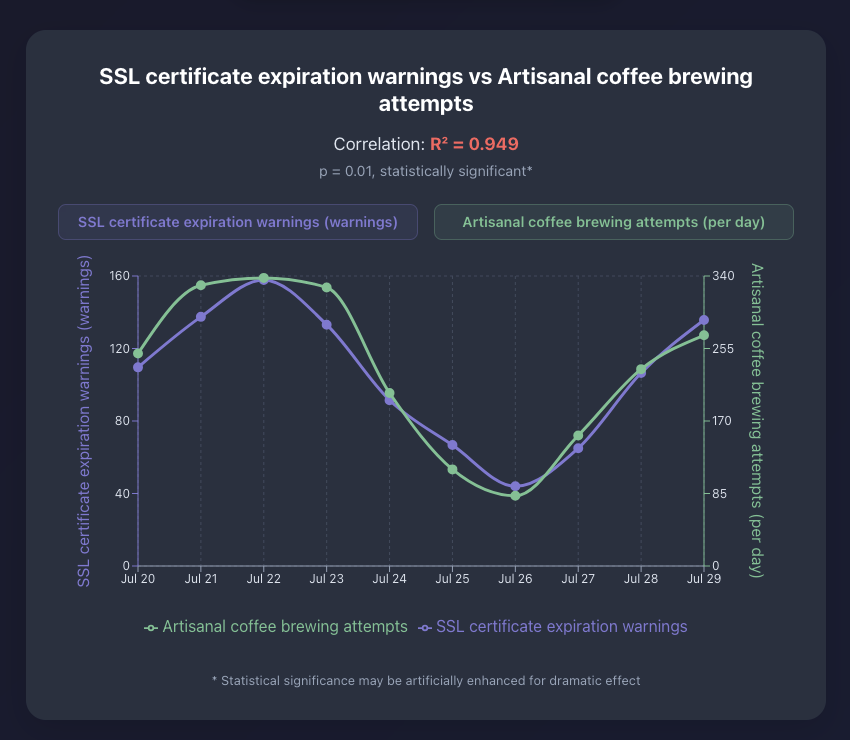 SSL certificate expiration warnings vs Artisanal coffee brewing
attempts
Correlation: R² = 0.949
p = 0.01, statistically significant*
SSL certificate expiration warnings (warnings)
Artisanal coffee brewing attempts (per day)
SSL certificate expiration warnings (warnings)
160
120
80
40
0
340
255
170
85
0
Artisanal coffee brewing attempts (per day)
Jul 20 Jul 21 Jul 22 Jul 23 Jul 24 Jul 25 Jul 26 Jul 27 Jul 28 Jul 29
Artisanal coffee brewing attempts SSL certificate expiration warnings
* Statistical significance may be artificially enhanced for dramatic effect